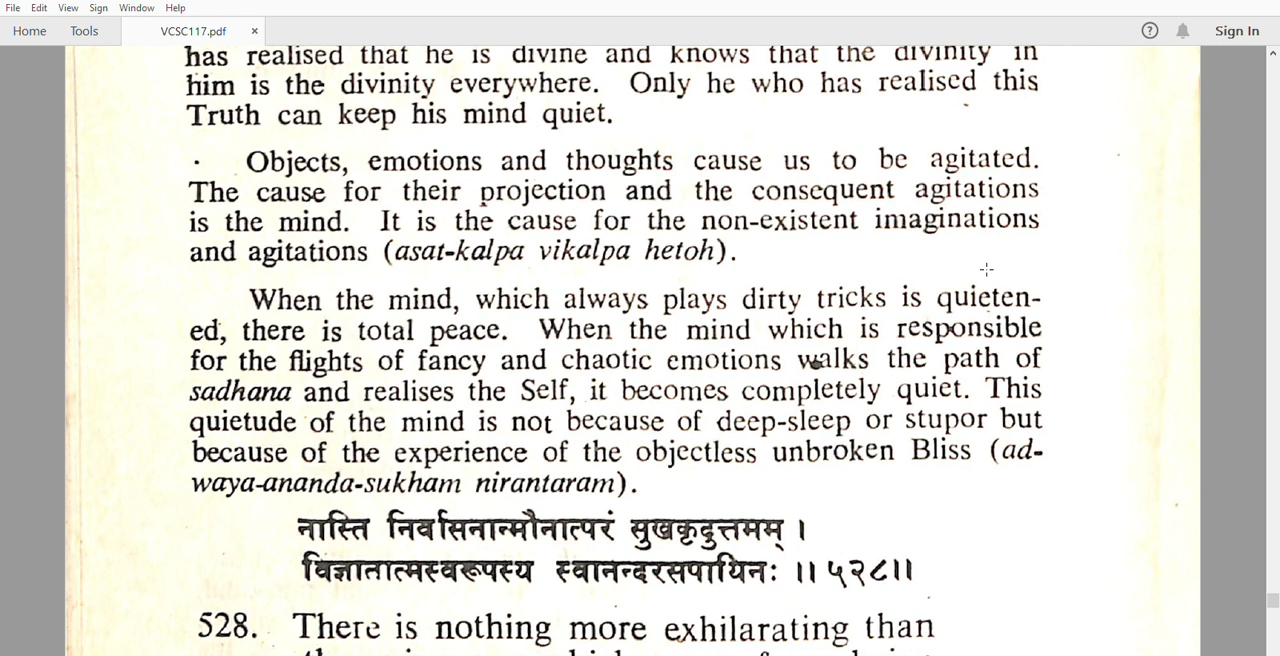 File Edit View Sign Window Help
Home Tools VCSC117.pdf × ? Sign In
has realised that he is divine and knows that the divinity in
him is the divinity everywhere. Only he who has realised this
Truth can keep his mind quiet.
Objects, emotions and thoughts cause us to be agitated.
The cause for their projection and the consequent agitations
is the mind. It is the cause for the non-existent imaginations
and agitations (asat-kalpa vikalpa hetoh).
When the mind, which always plays dirty tricks is quieten-
ed, there is total peace. When the mind which is responsible
for the flights of fancy and chaotic emotions walks the path of
sadhana and realises the Self, it becomes completely quiet. This
quietude of the mind is not because of deep-sleep or stupor but
because of the experience of the objectless unbroken Bliss (ad-
waya-ananda-sukham nirantaram).
नास्ति निर्वासनान्मौनात्परं सुखकृदुत्तमम् ।
विज्ञातात्मस्वरूपस्य स्वानन्दरसपायिनः ॥ ५२८॥
528. There is nothing more exhilarating than